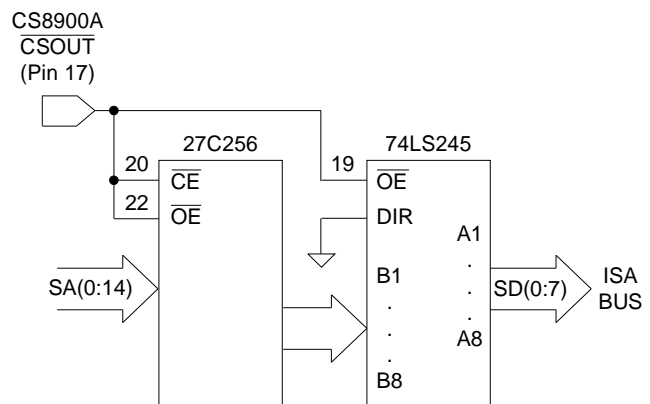 CS8900A
CSOUT
(Pin 17)
27C256
74LS245
20
CE
19
OE
22
OE
DIR
A1
.
.
.
A8
SA(0:14)
B1
.
.
.
B8
SD(0:7)
ISA
BUS